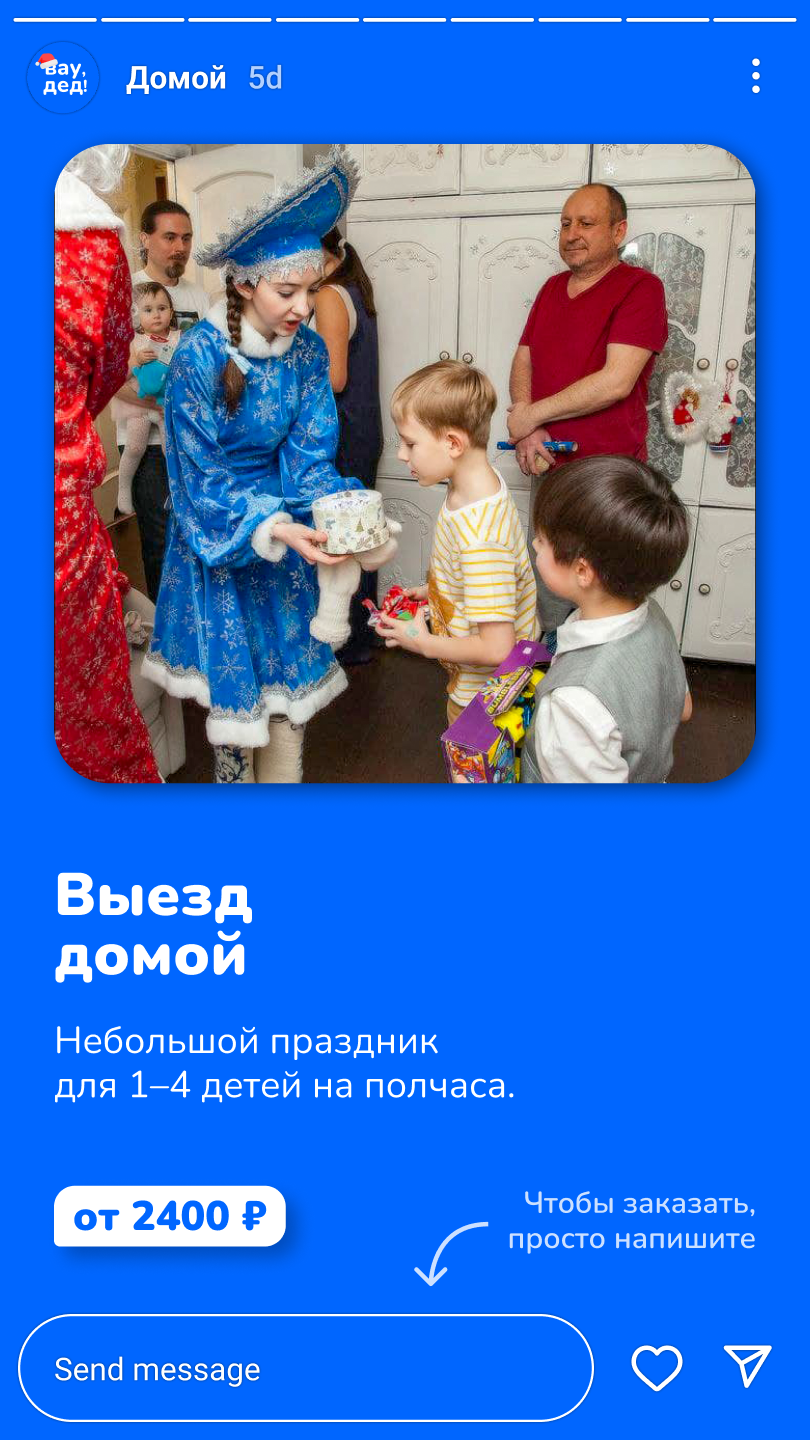 вау,
дед!
Домой 5d
Выезд
домой
Небольшой праздник
для 1–4 детей на полчаса.
от 2400 ₽
Чтобы заказать,
просто напишите
Send message